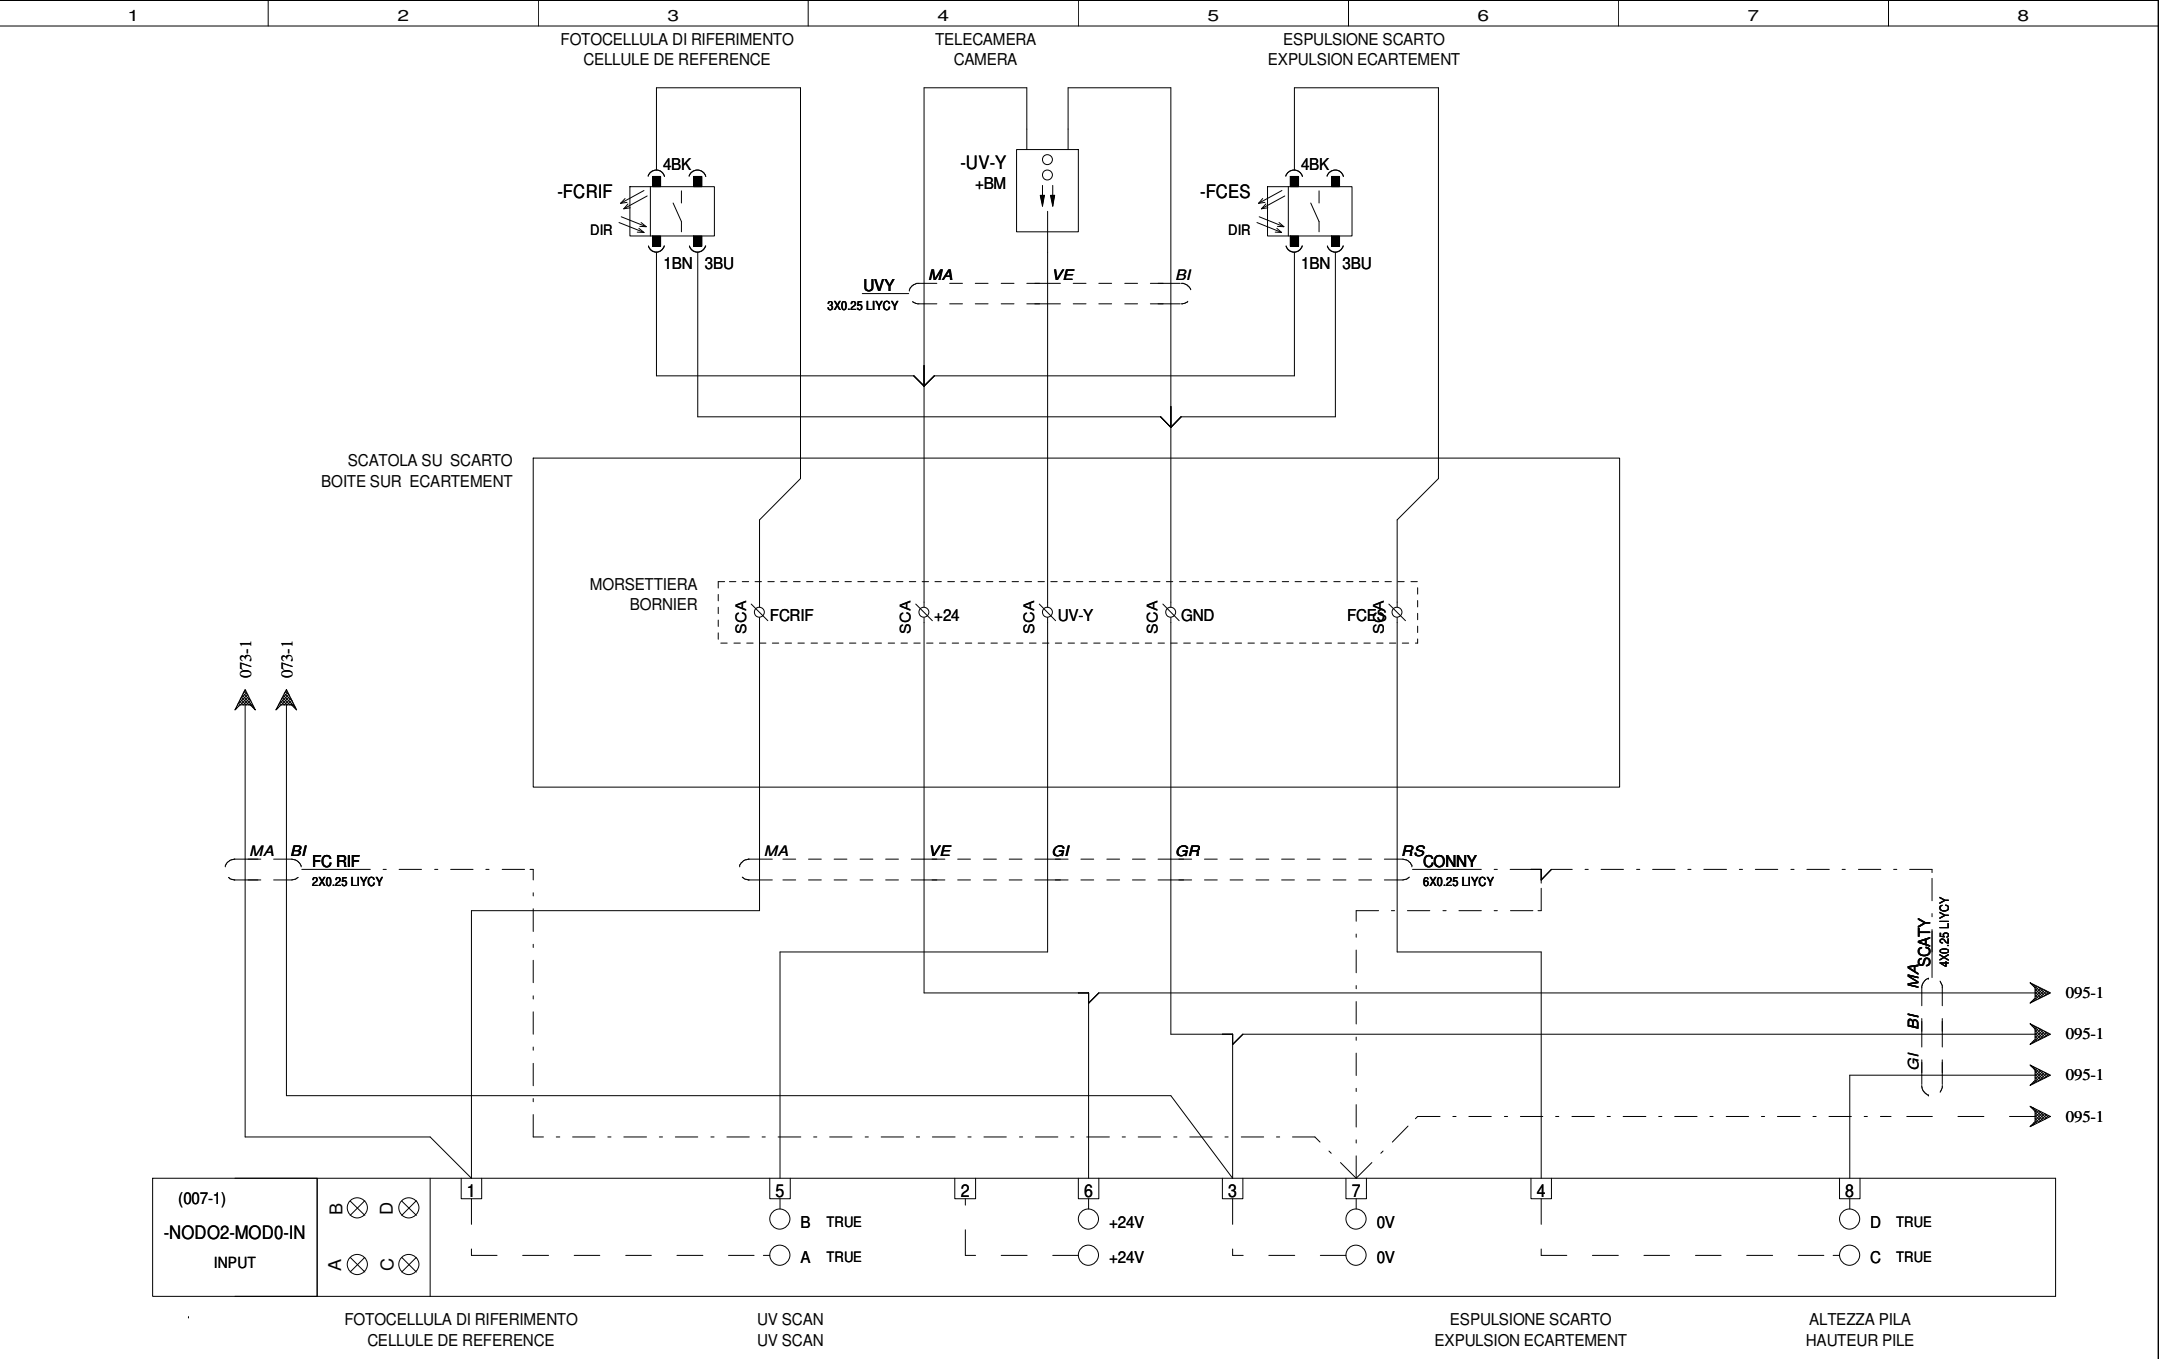 1 2 3 4 5 6 7 8
FOTOCELLULA DI RIFERIMENTO
CELLULE DE REFERENCE
TELECAMERA
CAMERA
ESPULSIONE SCARTO
EXPULSION ECARTEMENT
4BK
-FCRIF
DIR
1BN 3BU
-UV-Y
+BM
4BK
-FCES
DIR
1BN 3BU
UVY
3X0.25 LIYCY
MA VE BI
SCATOLA SU SCARTO
BOITE SUR ECARTEMENT
MORSETTIERA
BORNIER
SCA FCRIF
SCA +24
SCA UV-Y
SCA GND
FCES SCA
073-1
073-1
MA BI
FC RIF
2X0.25 LIYCY
MA VE GI GR RS
CONNY
6X0.25 LIYCY
SCATY
4X0.25 LIYCY
MA
095-1
BI
095-1
GI
095-1
095-1
(007-1)
-NODO2-MOD0-IN
INPUT
B D
A C
1 5 2 6 3 7 4 8
B TRUE +24V 0V D TRUE
A TRUE +24V 0V C TRUE
FOTOCELLULA DI RIFERIMENTO
CELLULE DE REFERENCE
UV SCAN
UV SCAN
ESPULSIONE SCARTO
EXPULSION ECARTEMENT
ALTEZZA PILA
HAUTEUR PILE